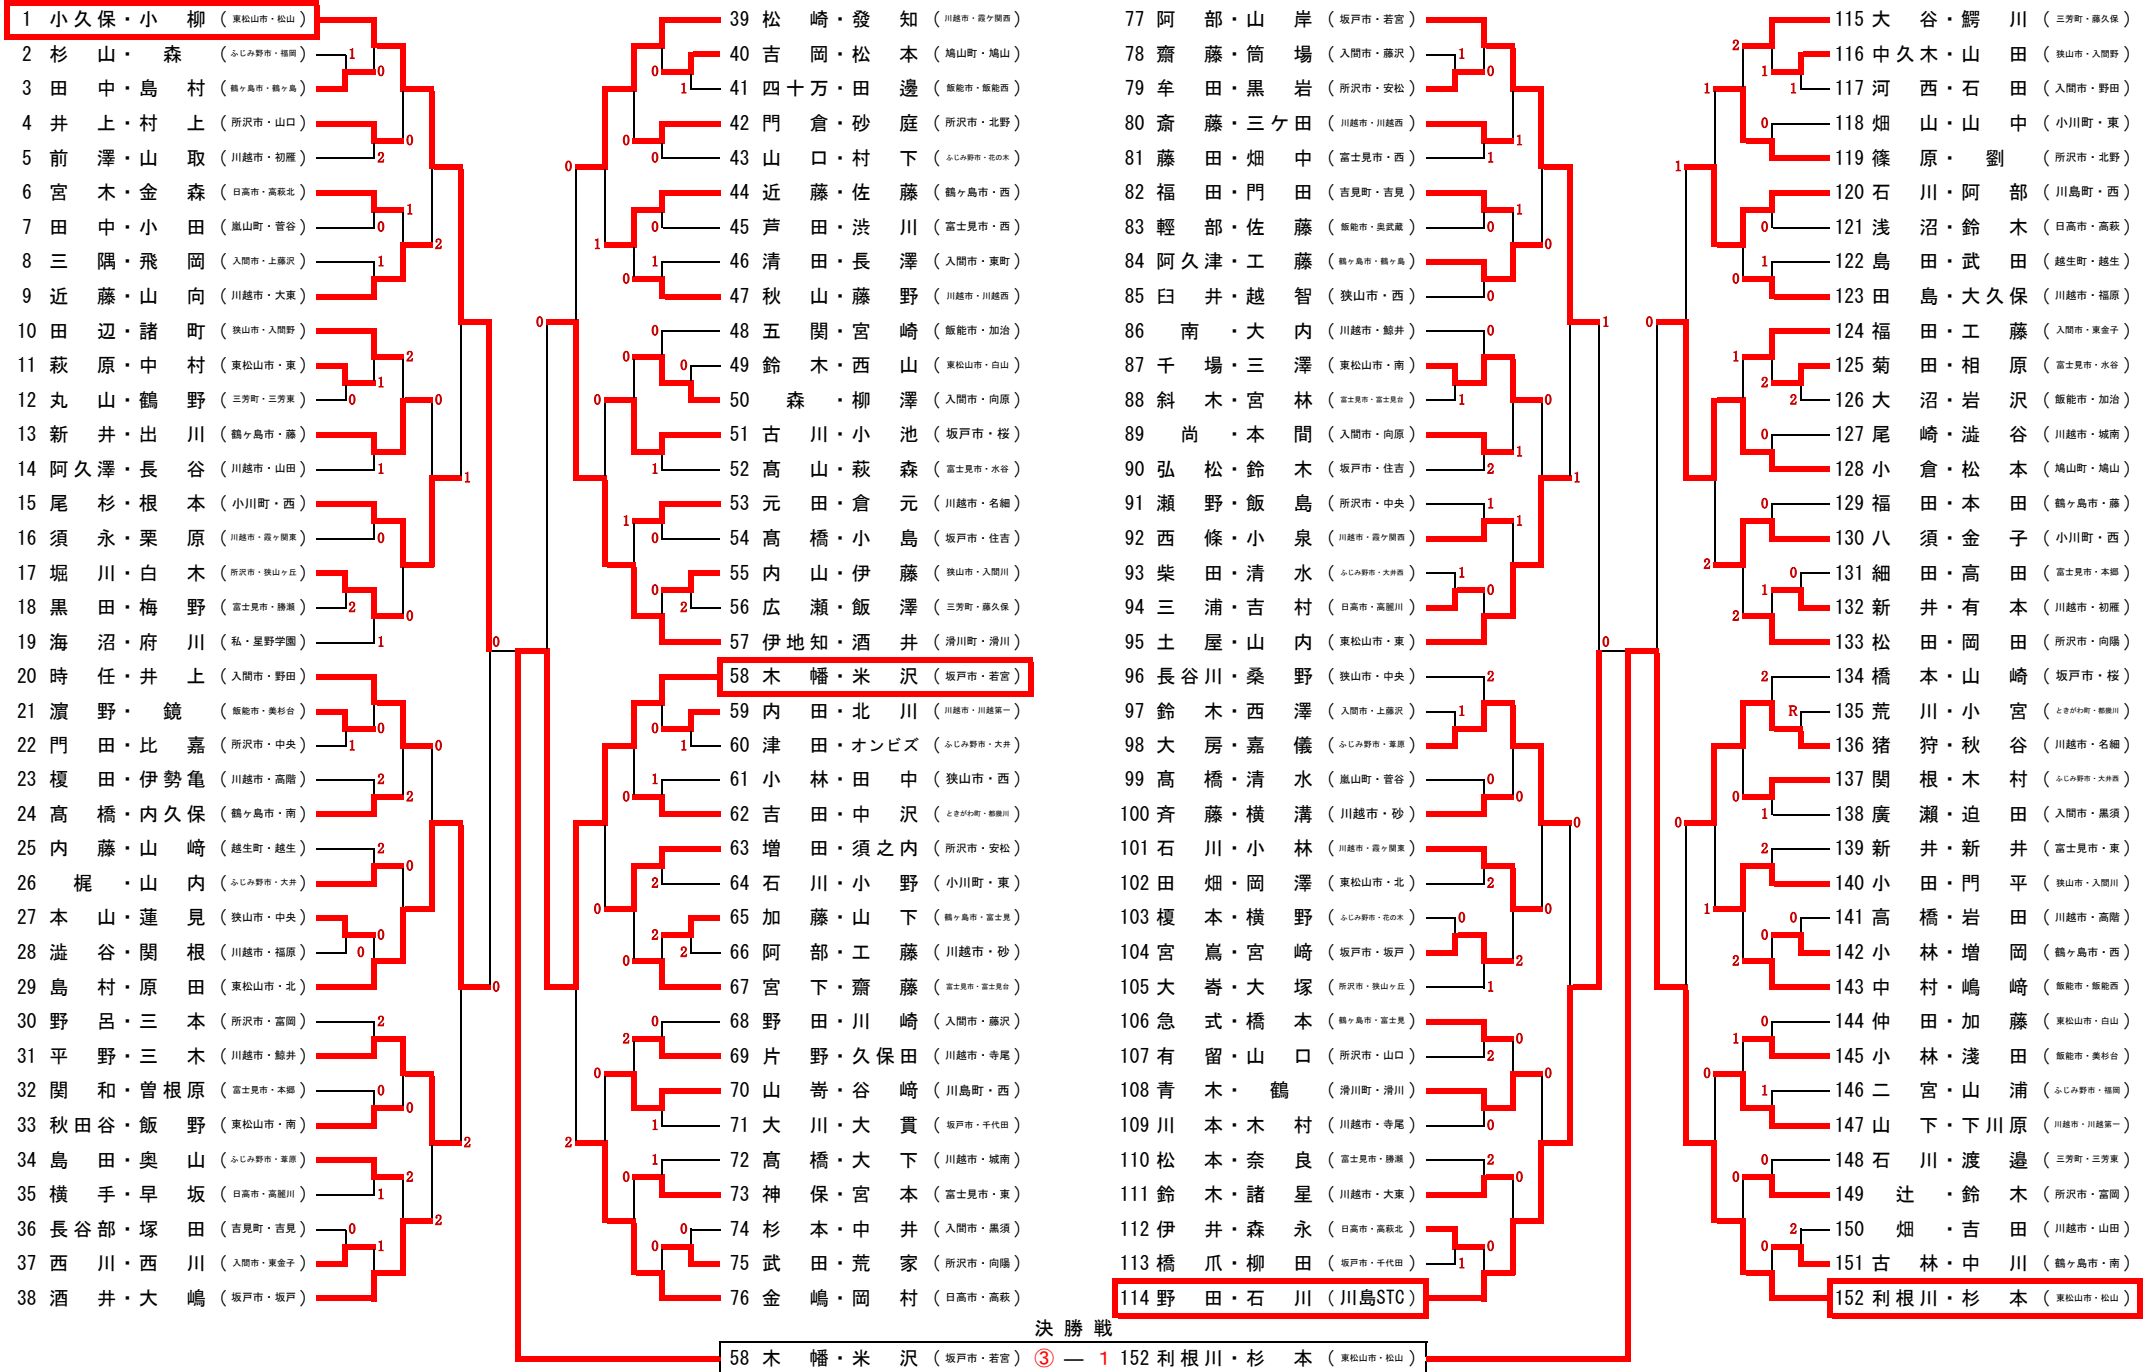 1 小久保・小柳 (東松山市・松山)
2 杉山・森 (ふじみ野市・福岡)
3 田中・島村 (鶴ヶ島市・鶴ヶ島)
4 井上・村上 (所沢市・山口)
5 前澤・山取 (川越市・初雁)
6 宮木・金森 (日高市・高萩北)
7 田中・小田 (嵐山町・菅谷)
8 三隅・飛岡 (入間市・上藤沢)
9 近藤・山向 (川越市・大東)
10 田辺・諸町 (狭山市・入間野)
11 萩原・中村 (東松山市・東)
12 丸山・鶴野 (三芳町・三芳東)
13 新井・出川 (鶴ヶ島市・藤)
14 阿久澤・長谷 (川越市・山田)
15 尾杉・根本 (小川町・西)
16 須永・栗原 (川越市・霞ヶ関東)
17 堀川・白木 (所沢市・狭山ヶ丘)
18 黒田・梅野 (富士見市・勝瀬)
19 海沼・府川 (私・星野学園)
20 時任・井上 (入間市・野田)
21 濵野・鏡 (飯能市・美杉台)
22 門田・比嘉 (所沢市・中央)
23 榎田・伊勢亀 (川越市・高階)
24 髙橋・内久保 (鶴ヶ島市・南)
25 内藤・山﨑 (越生町・越生)
26 梶・山内 (ふじみ野市・大井)
27 本山・蓮見 (狭山市・中央)
28 澁谷・関根 (川越市・福原)
29 島村・原田 (東松山市・北)
30 野呂・三本 (所沢市・富岡)
31 平野・三木 (川越市・鯨井)
32 関和・曽根原 (富士見市・本郷)
33 秋田谷・飯野 (東松山市・南)
34 島田・奥山 (ふじみ野市・葦原)
35 横手・早坂 (日高市・高麗川)
36 長谷部・塚田 (吉見町・吉見)
37 西川・西川 (入間市・東金子)
38 酒井・大嶋 (坂戸市・坂戸)
39 松崎・發知 (川越市・霞ケ関西)
40 吉岡・松本 (鳩山町・鳩山)
41 四十万・田邊 (飯能市・飯能西)
42 門倉・砂庭 (所沢市・北野)
43 山口・村下 (ふじみ野市・花の木)
44 近藤・佐藤 (鶴ヶ島市・西)
45 芦田・渋川 (富士見市・西)
46 清田・長澤 (入間市・東町)
47 秋山・藤野 (川越市・川越西)
48 五関・宮崎 (飯能市・加治)
49 鈴木・西山 (東松山市・白山)
50 森・柳澤 (入間市・向原)
51 古川・小池 (坂戸市・桜)
52 髙山・萩森 (富士見市・水谷)
53 元田・倉元 (川越市・名細)
54 髙橋・小島 (坂戸市・住吉)
55 内山・伊藤 (狭山市・入間川)
56 広瀬・飯澤 (三芳町・藤久保)
57 伊地知・酒井 (滑川町・滑川)
58 木幡・米沢 (坂戸市・若宮)
59 内田・北川 (川越市・川越第一)
60 津田・オンビズ (ふじみ野市・大井)
61 小林・田中 (狭山市・西)
62 吉田・中沢 (ときがわ町・都幾川)
63 増田・須之内 (所沢市・安松)
64 石川・小野 (小川町・東)
65 加藤・山下 (鶴ヶ島市・富士見)
66 阿部・工藤 (川越市・砂)
67 宮下・齋藤 (富士見市・富士見台)
68 野田・川崎 (入間市・藤沢)
69 片野・久保田 (川越市・寺尾)
70 山嵜・谷﨑 (川島町・西)
71 大川・大貫 (坂戸市・千代田)
72 髙橋・大下 (川越市・城南)
73 神保・宮本 (富士見市・東)
74 杉本・中井 (入間市・黒須)
75 武田・荒家 (所沢市・向陽)
76 金嶋・岡村 (日高市・高萩)
77 阿部・山岸 (坂戸市・若宮)
78 齋藤・筒場 (入間市・藤沢)
79 牟田・黒岩 (所沢市・安松)
80 斎藤・三ケ田 (川越市・川越西)
81 藤田・畑中 (富士見市・西)
82 福田・門田 (吉見町・吉見)
83 輕部・佐藤 (飯能市・奥武蔵)
84 阿久津・工藤 (鶴ヶ島市・鶴ヶ島)
85 臼井・越智 (狭山市・西)
86 南・大内 (川越市・鯨井)
87 千場・三澤 (東松山市・南)
88 斜木・宮林 (富士見市・富士見台)
89 尚・本間 (入間市・向原)
90 弘松・鈴木 (坂戸市・住吉)
91 瀬野・飯島 (所沢市・中央)
92 西條・小泉 (川越市・霞ケ関西)
93 柴田・清水 (ふじみ野市・大井西)
94 三浦・吉村 (日高市・高麗川)
95 土屋・山内 (東松山市・東)
96 長谷川・桑野 (狭山市・中央)
97 鈴木・西澤 (入間市・上藤沢)
98 大房・嘉儀 (ふじみ野市・葦原)
99 髙橋・清水 (嵐山町・菅谷)
100 斉藤・横溝 (川越市・砂)
101 石川・小林 (川越市・霞ヶ関東)
102 田畑・岡澤 (東松山市・北)
103 榎本・横野 (ふじみ野市・花の木)
104 宮嶌・宮﨑 (坂戸市・坂戸)
105 大嵜・大塚 (所沢市・狭山ヶ丘)
106 急式・橋本 (鶴ヶ島市・富士見)
107 有留・山口 (所沢市・山口)
108 青木・鶴 (滑川町・滑川)
109 川本・木村 (川越市・寺尾)
110 松本・奈良 (富士見市・勝瀬)
111 鈴木・諸星 (川越市・大東)
112 伊井・森永 (日高市・高萩北)
113 橋爪・柳田 (坂戸市・千代田)
114 野田・石川 (川島STC)
115 大谷・鰐川 (三芳町・藤久保)
116 中久木・山田 (狭山市・入間野)
117 河西・石田 (入間市・野田)
118 畑山・山中 (小川町・東)
119 篠原・劉 (所沢市・北野)
120 石川・阿部 (川島町・西)
121 浅沼・鈴木 (日高市・高萩)
122 島田・武田 (越生町・越生)
123 田島・大久保 (川越市・福原)
124 福田・工藤 (入間市・東金子)
125 菊田・相原 (富士見市・水谷)
126 大沼・岩沢 (飯能市・加治)
127 尾崎・澁谷 (川越市・城南)
128 小倉・松本 (鳩山町・鳩山)
129 福田・本田 (鶴ヶ島市・藤)
130 八須・金子 (小川町・西)
131 細田・高田 (富士見市・本郷)
132 新井・有本 (川越市・初雁)
133 松田・岡田 (所沢市・向陽)
134 橋本・山崎 (坂戸市・桜)
135 荒川・小宮 (ときがわ町・都幾川)
136 猪狩・秋谷 (川越市・名細)
137 関根・木村 (ふじみ野市・大井西)
138 廣瀬・迫田 (入間市・黒須)
139 新井・新井 (富士見市・東)
140 小田・門平 (狭山市・入間川)
141 高橋・岩田 (川越市・高階)
142 小林・増岡 (鶴ヶ島市・西)
143 中村・嶋﨑 (飯能市・飯能西)
144 仲田・加藤 (東松山市・白山)
145 小林・淺田 (飯能市・美杉台)
146 二宮・山浦 (ふじみ野市・福岡)
147 山下・下川原 (川越市・川越第一)
148 石川・渡邉 (三芳町・三芳東)
149 辻・鈴木 (所沢市・富岡)
150 畑・吉田 (川越市・山田)
151 古林・中川 (鶴ヶ島市・南)
152 利根川・杉本 (東松山市・松山)
決勝戦
58 木幡・米沢 (坂戸市・若宮) ③ — 1 152 利根川・杉本 (東松山市・松山)